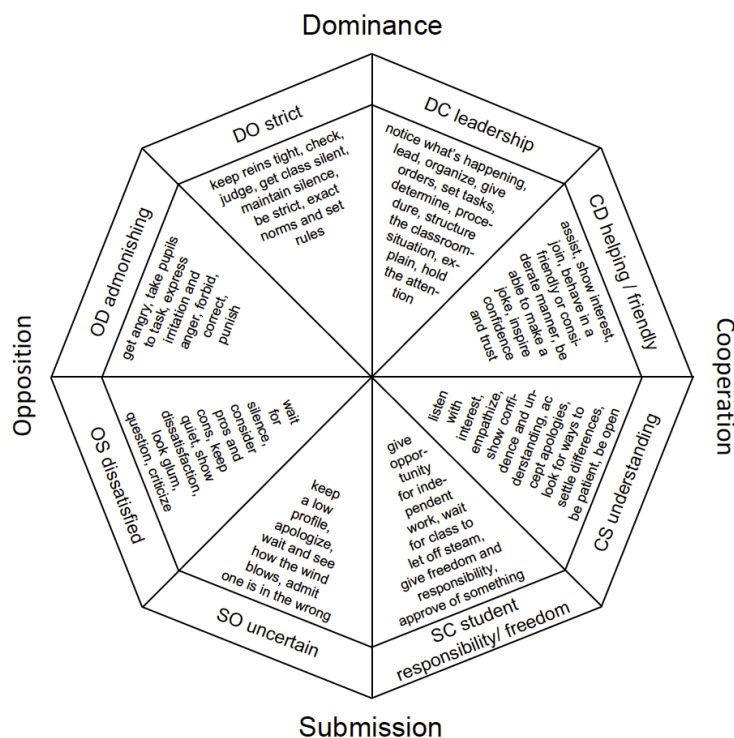 Dominance
DO strict
keep reins tight, check,
judge, get class silent,
maintain silence,
be strict, exact
norms and set
rules
DC leadership
notice what's happening,
lead, organize, give
orders, set tasks,
determine, proce-
dure, structure
the classroom-
situation, ex-
plain, hold
the atten-
tion
CD helping / friendly
assist, show interest,
join, behave in a
friendly or consi-
derate manner, be
able to make a
joke, inspire
confidence
and trust
Cooperation
CS understanding
listen
with
interest,
empathize,
show confi-
dence and un-
derstanding, ac
cept apologies,
look for ways to
settle differences,
be patient, be open
SC student
responsibility/ freedom
give
oppor-
tunity
for inde-
pendent
work, wait
for class to
let off steam,
give freedom and
responsibility,
approve of something
Submission
SO uncertain
keep
a low
profile,
apologize,
wait and see
how the wind
blows, admit
one is in the wrong
OS dissatisfied
wait
for
silence,
consider
pros and
cons, keep
quiet, show
dissatisfaction,
look glum,
question, criticize
Opposition
OD admonishing
get angry, take pupils
to task, express
irritation and
anger, forbid,
correct,
punish